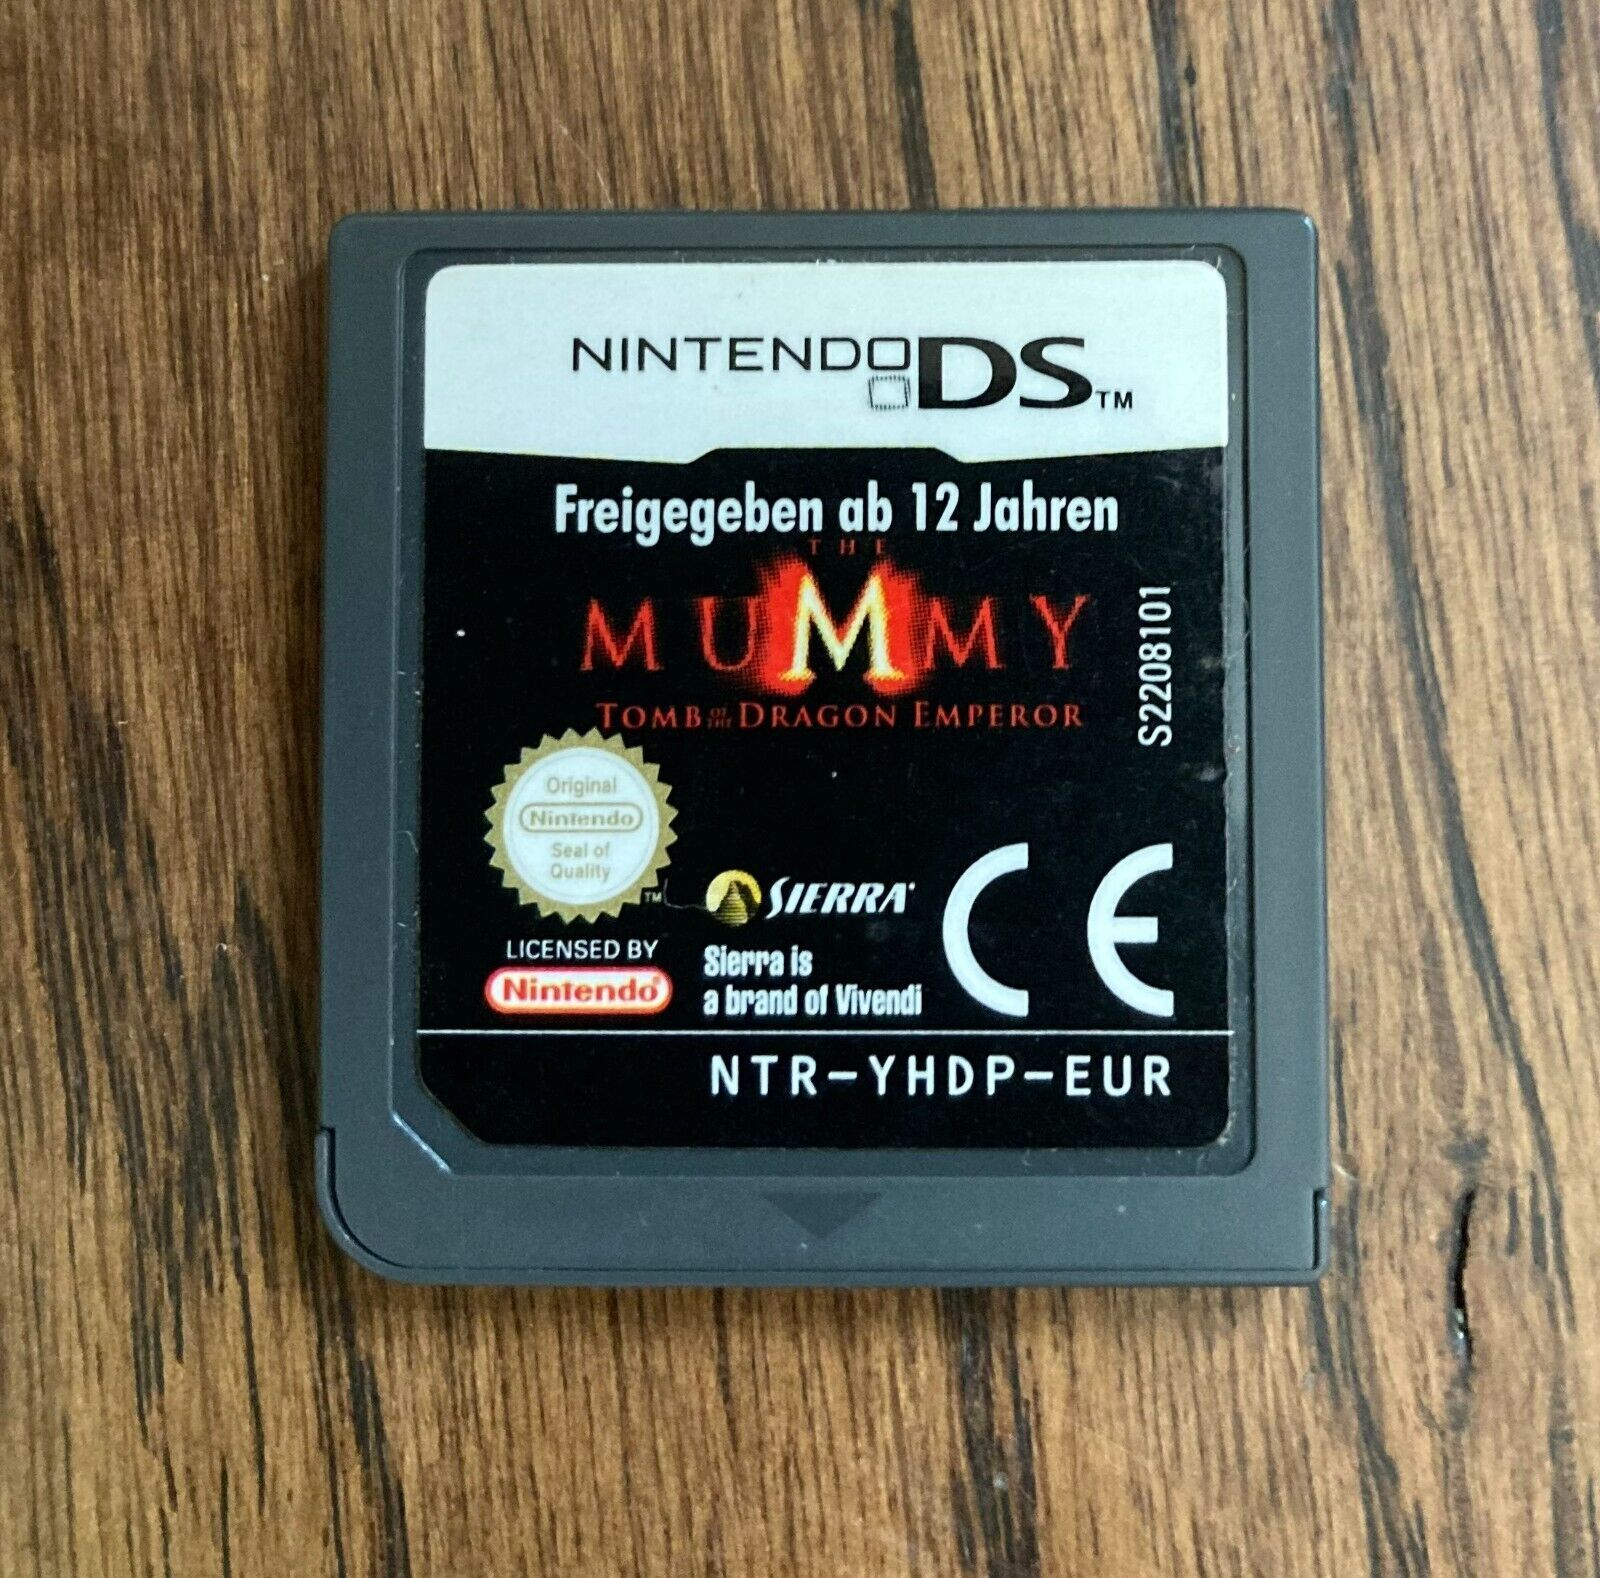 NINTENDO DS™
Freigegeben ab 12 Jahren
THE
MUMMY
TOMB OF THE DRAGON EMPEROR
S2208101
Original
Nintendo
Seal of
Quality
TM
SIERRA
LICENSED BY
Nintendo®
Sierra is
a brand of Vivendi
CE
NTR-YHDP-EUR